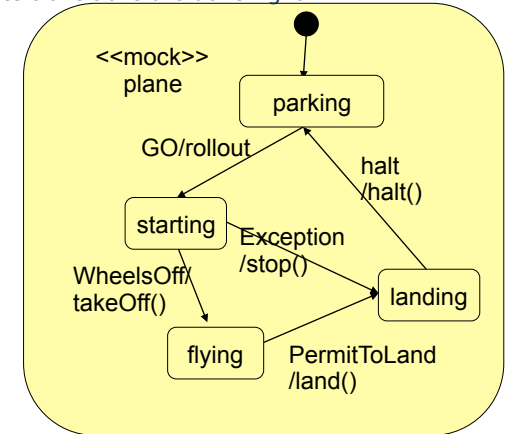 <<mock>>
plane
parking
GO/rollout
halt
/halt()
starting
Exception
/stop()
WheelsOff/
takeOff()
landing
flying
PermitToLand
/land()